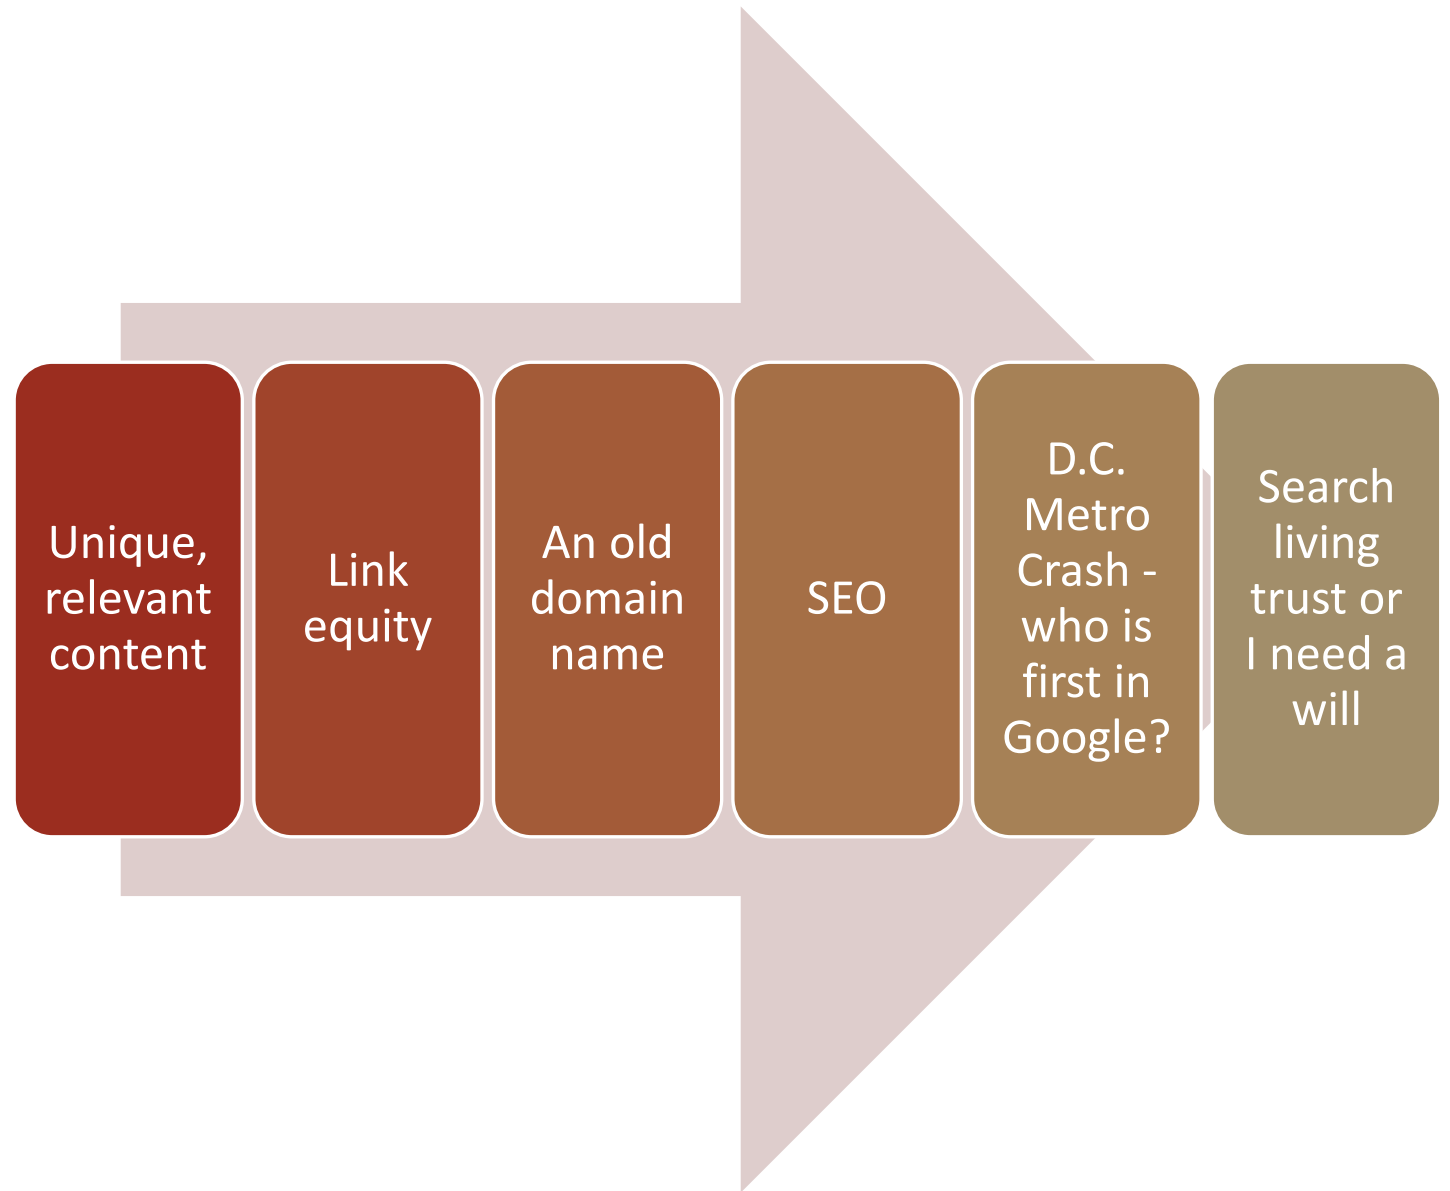 Unique,
relevant
content
Link
equity
An old
domain
name
SEO
D.C.
Metro
Crash -
who is
first in
Google?
Search
living
trust or
I need a
will